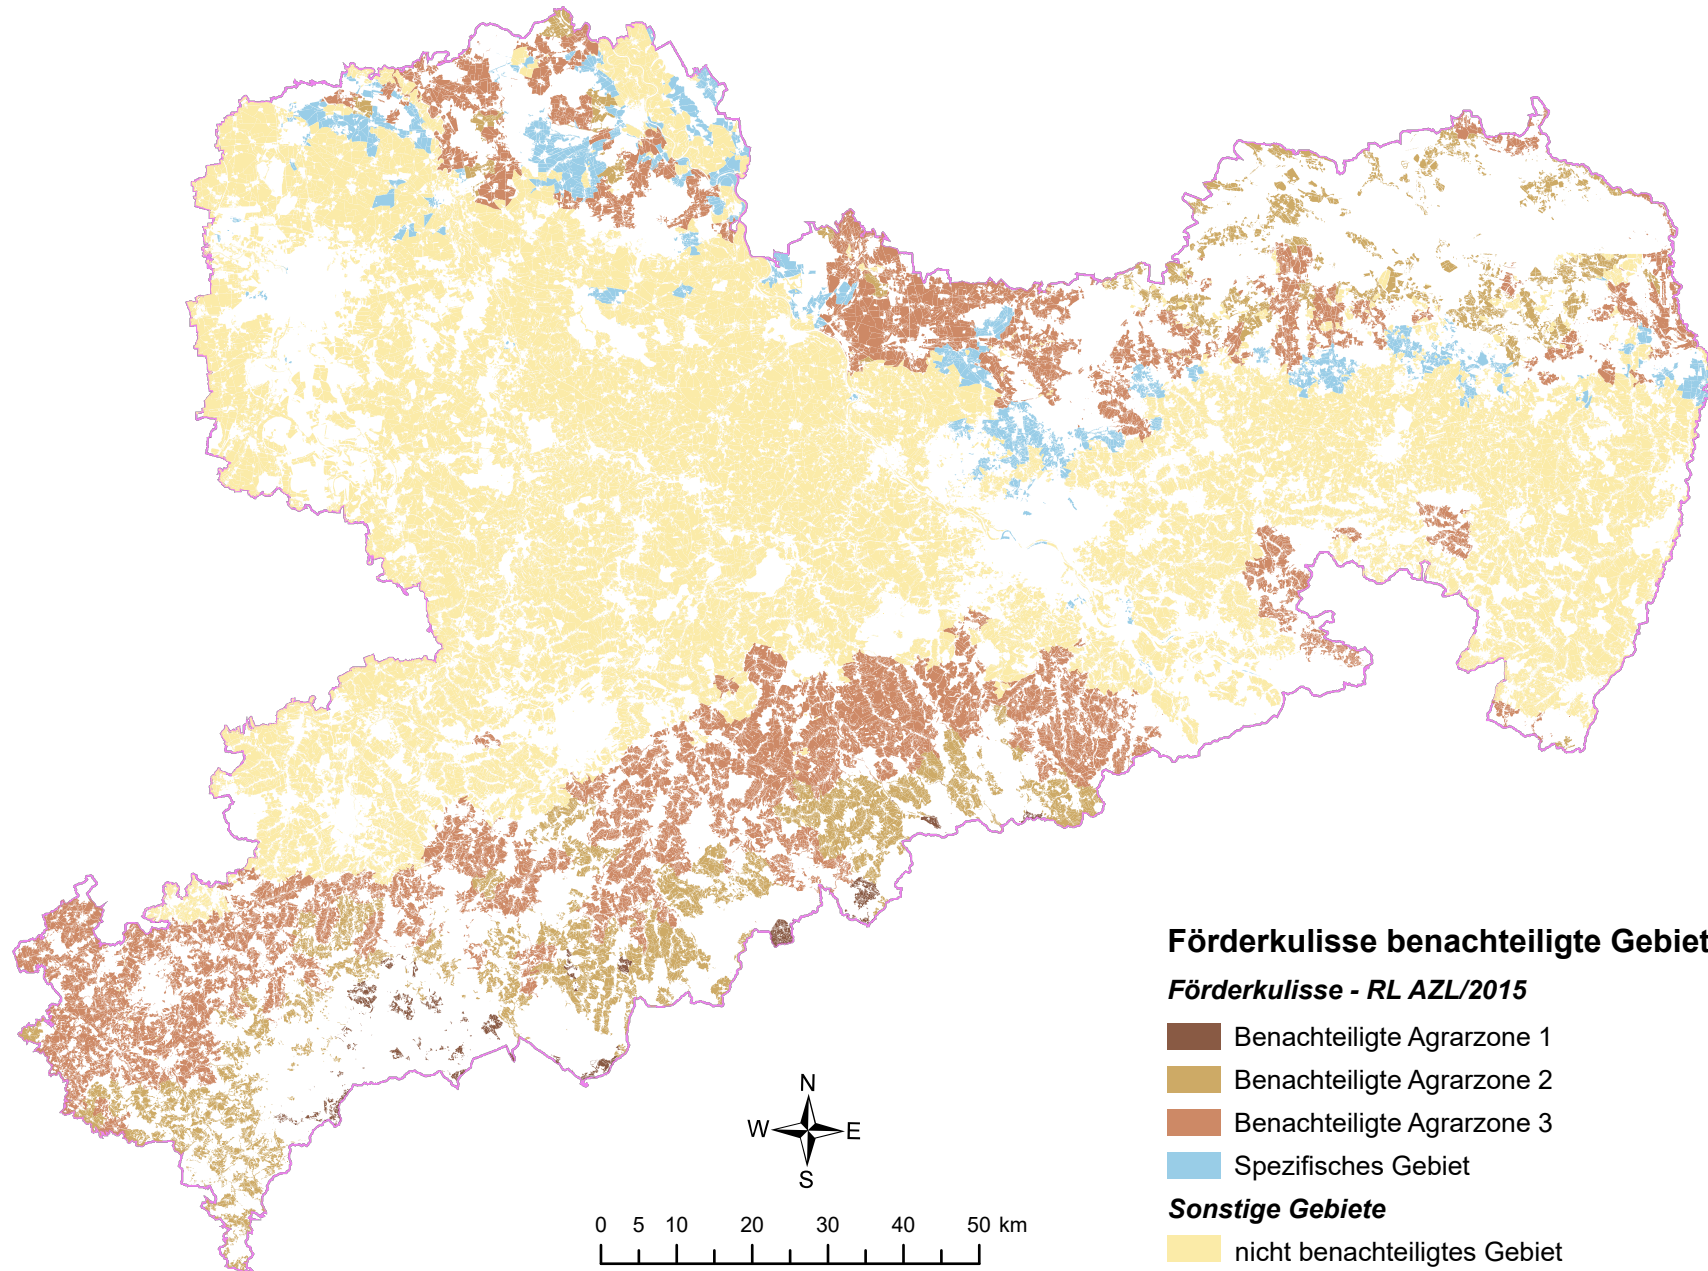 Förderkulisse benachteiligte Gebiet
Förderkulisse - RL AZL/2015
Benachteiligte Agrarzone 1
Benachteiligte Agrarzone 2
Benachteiligte Agrarzone 3
Spezifisches Gebiet
Sonstige Gebiete
nicht benachteiligtes Gebiet
N
W E
S
0 5 10 20 30 40 50 km